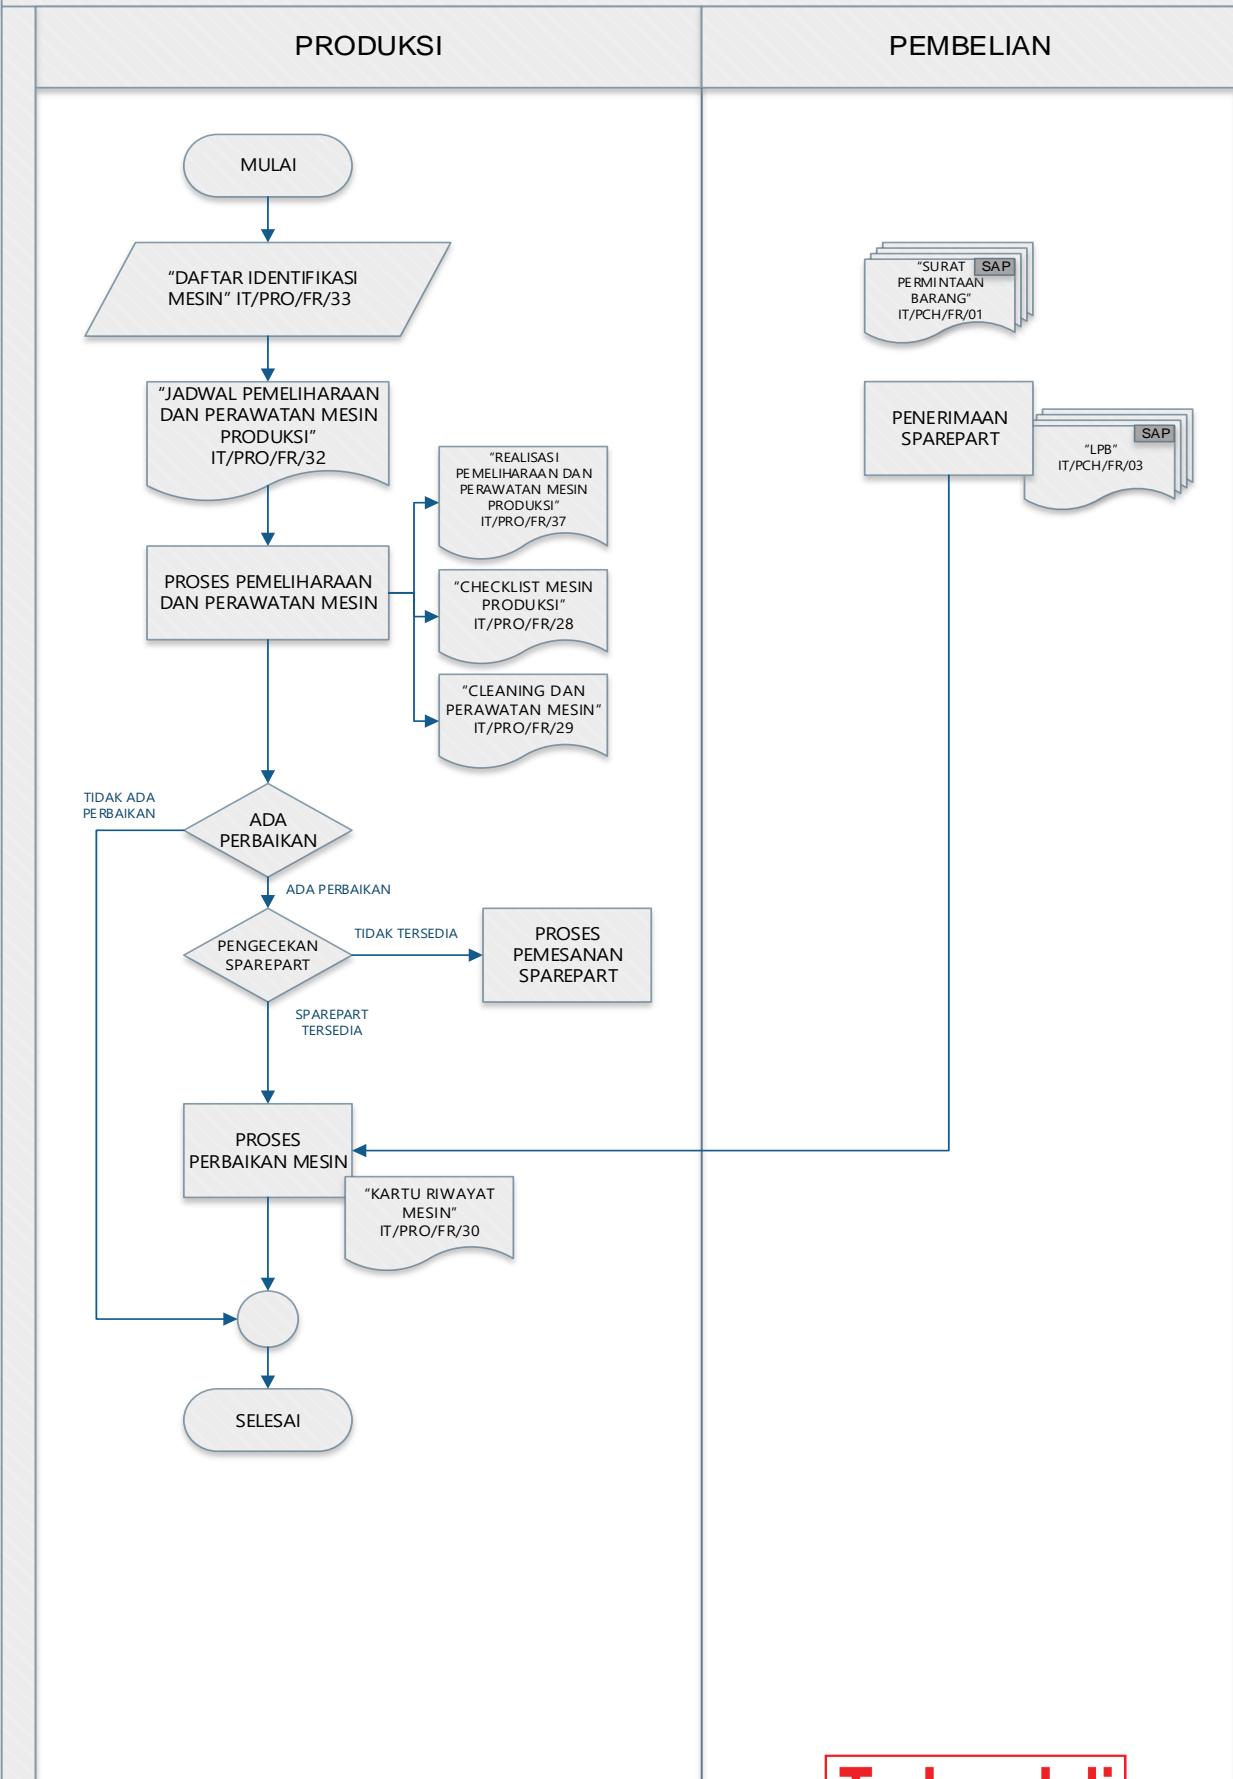 PRODUKSI
PEMBELIAN
MULAI
“DAFTAR IDENTIFIKASI
MESIN” IT/PRO/FR/33
“JADWAL PEMELIHARAAN
DAN PERAWATAN MESIN
PRODUKSI”
IT/PRO/FR/32
“REALISASI
PEMELIHARAAN DAN
PERAWATAN MESIN
PRODUKSI”
IT/PRO/FR/37
PROSES PEMELIHARAAN
DAN PERAWATAN MESIN
“CHECKLIST MESIN
PRODUKSI”
IT/PRO/FR/28
“CLEANING DAN
PERAWATAN MESIN”
IT/PRO/FR/29
TIDAK ADA
PERBAIKAN
ADA
PERBAIKAN
ADA PERBAIKAN
PENGECEKAN
SPAREPART
TIDAK TERSEDIA
PROSES
PEMESANAN
SPAREPART
SPAREPART
TERSEDIA
PROSES
PERBAIKAN MESIN
“KARTU RIWAYAT
MESIN”
IT/PRO/FR/30
SELESAI
“SURAT
PERMINTAAN
BARANG”
IT/PCH/FR/01
SAP
PENERIMAAN
SPAREPART
SAP
“LPB”
IT/PCH/FR/03